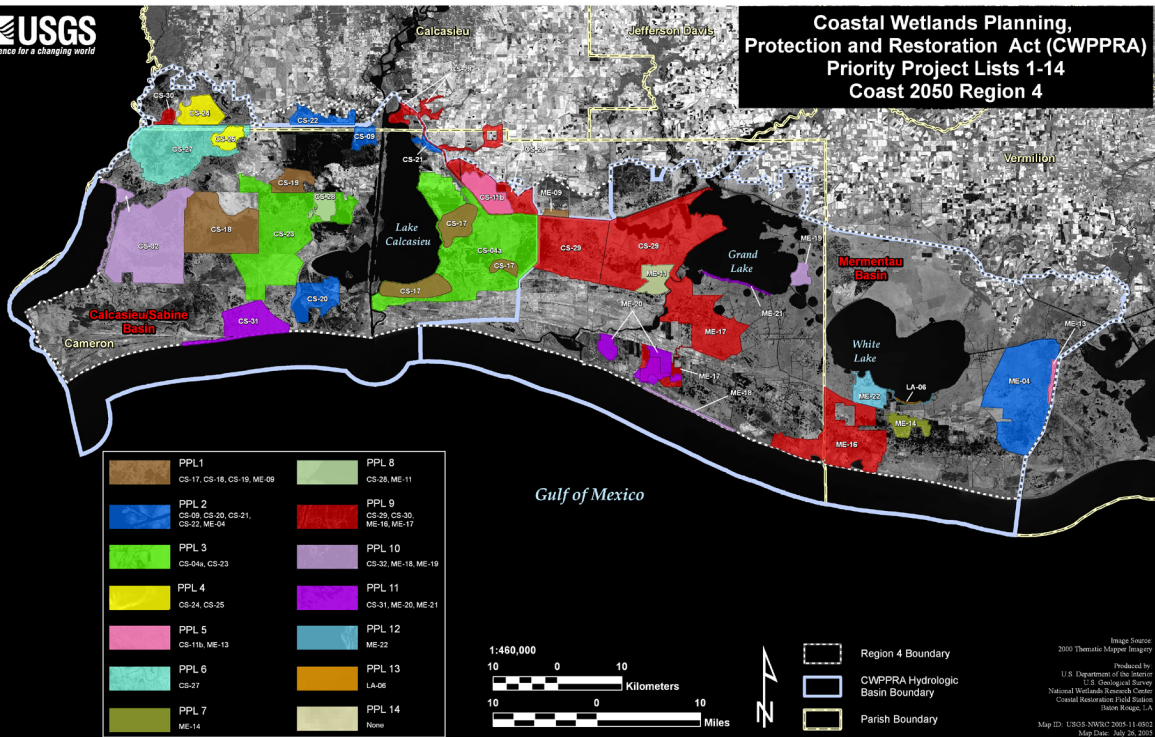 USGS
ence for a changing world
Coastal Wetlands Planning,
Protection and Restoration Act (CWPPRA)
Priority Project Lists 1-14
Coast 2050 Region 4
Calcasieu
Jefferson Davis
Vermilion
Cameron
CS-30
CS-24
CS-22
CS-09
CS-21
CS-29
CS-27
CS-25
CS-19
CS-28
CS-11b
ME-09
CS-32
CS-18
CS-23
Lake
Calcasieu
CS-17
CS-04a
CS-17
CS-17
CS-29
CS-29
ME-11
Grand
Lake
ME-19
Mermentau
Basin
ME-21
CS-20
CS-31
Calcasieu/Sabine
Basin
ME-20
ME-17
ME-17
ME-18
White
Lake
ME-13
ME-22
LA-06
ME-04
ME-14
ME-16
Gulf of Mexico
PPL1
CS-17, CS-18, CS-19, ME-09
PPL 2
CS-09, CS-20, CS-21,
CS-22, ME-04
PPL 3
CS-04a, CS-23
PPL 4
CS-24, CS-25
PPL 5
CS-11b, ME-13
PPL 6
CS-27
PPL 7
ME-14
PPL 8
CS-28, ME-11
PPL 9
CS-29, CS-30,
ME-16, ME-17
PPL 10
CS-32, ME-18, ME-19
PPL 11
CS-31, ME-20, ME-21
PPL 12
ME-22
PPL 13
LA-06
PPL 14
None
1:460,000
10 0 10
Kilometers
10 0 10
Miles
N
Region 4 Boundary
CWPPRA Hydrologic
Basin Boundary
Parish Boundary
Image Source:
2000 Thematic Mapper Imagery
Produced by:
U.S. Department of the Interior
U.S. Geological Survey
National Wetlands Research Center
Coastal Restoration Field Station
Baton Rouge, LA
Map ID: USGS-NWRC 2005-11-0302
Map Date: July 26, 2005